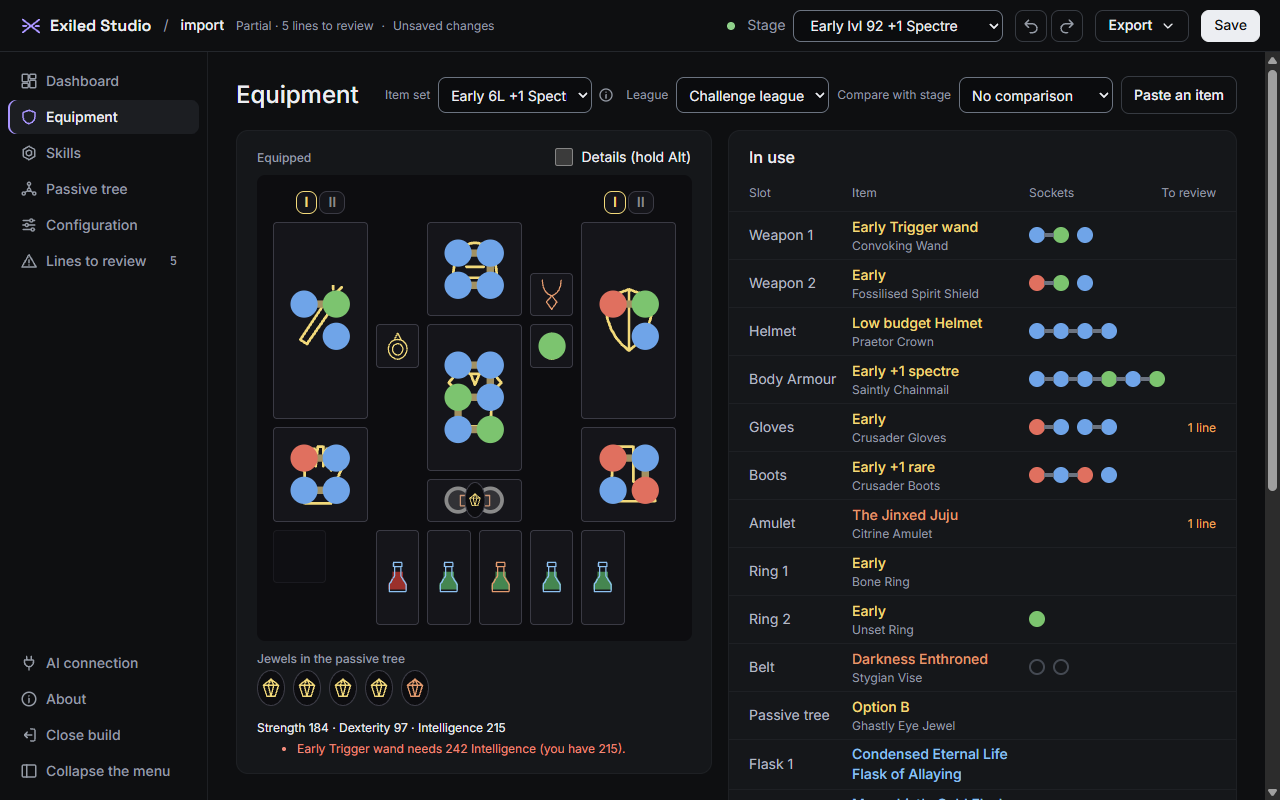 Exiled Studio / import Partial · 5 lines to review · Unsaved changes Stage Early lvl 92 +1 Spectre Export Save
Dashboard
Equipment
Skills
Passive tree
Configuration
Lines to review 5
AI connection
About
Close build
Collapse the menu
Equipment Item set Early 6L +1 Spect League Challenge league Compare with stage No comparison Paste an item
Equipped Details (hold Alt)
I II I II
Jewels in the passive tree
Strength 184 · Dexterity 97 · Intelligence 215
• Early Trigger wand needs 242 Intelligence (you have 215).
In use
Slot Item Sockets To review
Weapon 1 Early Trigger wand
Convoking Wand
Weapon 2 Early
Fossilised Spirit Shield
Helmet Low budget Helmet
Praetor Crown
Body Armour Early +1 spectre
Saintly Chainmail
Gloves Early 1 line
Crusader Gloves
Boots Early +1 rare
Crusader Boots
Amulet The Jinxed Juju 1 line
Citrine Amulet
Ring 1 Early
Bone Ring
Ring 2 Early
Unset Ring
Belt Darkness Enthroned
Stygian Vise
Passive tree Option B
Ghastly Eye Jewel
Flask 1 Condensed Eternal Life
Flask of Allaying